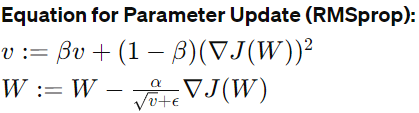 Equation for Parameter Update (RMSprop):
v := βv + (1 − β)(∇J(W))²
W := W − α/(√v+ϵ) ∇J(W)